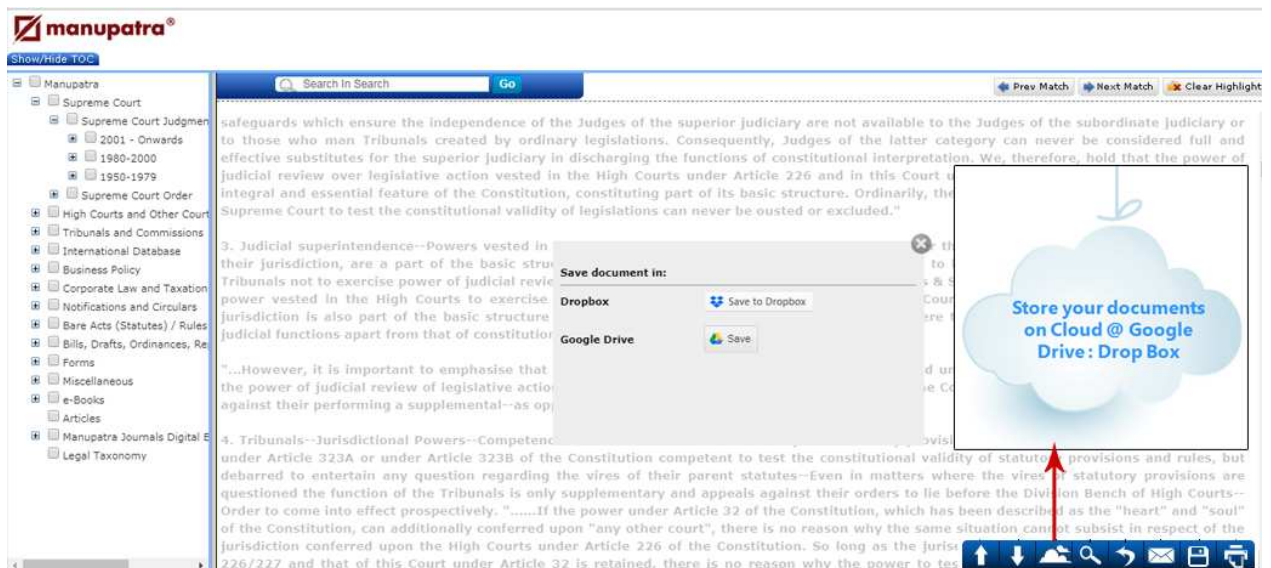 manupatra®
Show/Hide TOC
Manupatra
Supreme Court
Supreme Court Judgmen
2001 - Onwards
1980-2000
1950-1979
Supreme Court Order
High Courts and Other Court
Tribunals and Commissions
International Database
Business Policy
Corporate Law and Taxation
Notifications and Circulars
Bare Acts (Statutes) / Rules
Bills, Drafts, Ordinances, Re
Forms
Miscellaneous
e-Books
Articles
Manupatra Journals Digital E
Legal Taxonomy
Search In Search Go
Prev Match Next Match Clear Highlight
safeguards which ensure the independence of the Judges of the superior judiciary are not available to the Judges of the subordinate judiciary or
to those who man Tribunals created by ordinary legislations. Consequently, Judges of the latter category can never be considered full and
effective substitutes for the superior judiciary in discharging the functions of constitutional interpretation. We, therefore, hold that the power of
judicial review over legislative action vested in the High Courts under Article 226 and in this Court u
integral and essential feature of the Constitution, constituting part of its basic structure. Ordinarily, the
Supreme Court to test the constitutional validity of legislations can never be ousted or excluded."
3. Judicial superintendence--Powers vested in
their jurisdiction, are a part of the basic stru
Tribunals not to exercise power of judicial revie
power vested in the High Courts to exercise
jurisdiction is also part of the basic structure
judicial functions apart from that of constitution
"...However, it is important to emphasise that
the power of judicial review of legislative actio
against their performing a supplemental--as op
Save document in:
Dropbox Save to Dropbox
Google Drive Save
Store your documents
on Cloud @ Google
Drive : Drop Box
4. Tribunals--Jurisdictional Powers--Competenc
under Article 323A or under Article 323B of the Constitution competent to test the constitutional validity of statutory provisions and rules, but
debarred to entertain any question regarding the vires of their parent statutes--Even in matters where the vires of statutory provisions are
questioned the function of the Tribunals is only supplementary and appeals against their orders to lie before the Division Bench of High Courts--
Order to come into effect prospectively. "......If the power under Article 32 of the Constitution, which has been described as the "heart" and "soul"
of the Constitution, can additionally conferred upon "any other court", there is no reason why the same situation cannot subsist in respect of the
jurisdiction conferred upon the High Courts under Article 226 of the Constitution. So long as the juris
226/227 and that of this Court under Article 32 is retained, there is no reason why the power to tes